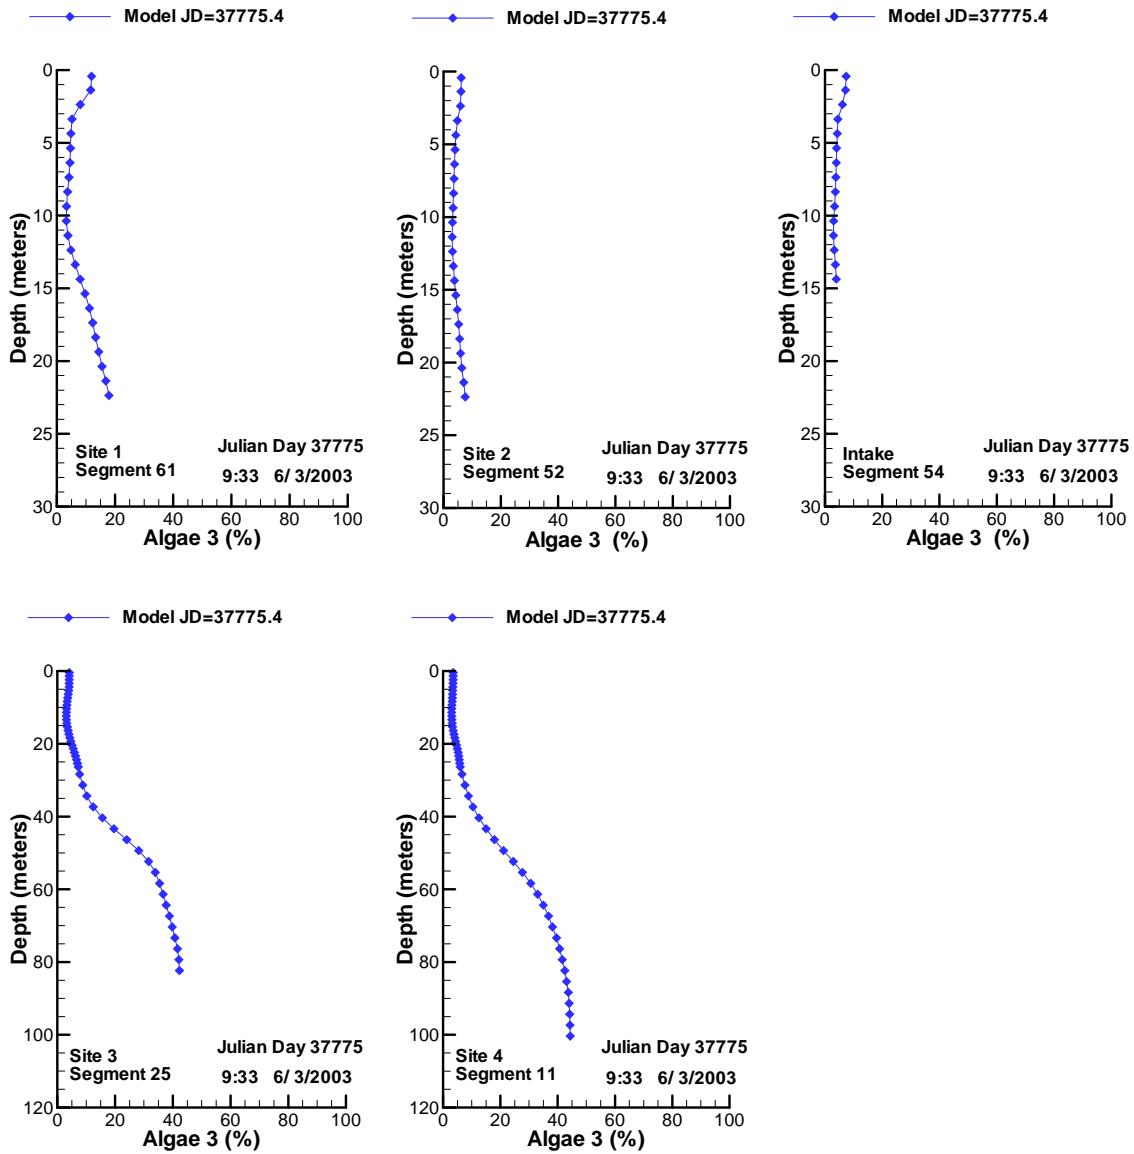 Model JD=37775.4
0
5
10
15
20
25
30
Depth (meters)
Site 1
Segment 61
Julian Day 37775
9:33 6/ 3/2003
0 20 40 60 80 100
Algae 3 (%)
Model JD=37775.4
0
5
10
15
20
25
30
Depth (meters)
Site 2
Segment 52
Julian Day 37775
9:33 6/ 3/2003
0 20 40 60 80 100
Algae 3 (%)
Model JD=37775.4
0
5
10
15
20
25
30
Depth (meters)
Intake
Segment 54
Julian Day 37775
9:33 6/ 3/2003
0 20 40 60 80 100
Algae 3 (%)
Model JD=37775.4
0
20
40
60
80
100
120
Depth (meters)
Site 3
Segment 25
Julian Day 37775
9:33 6/ 3/2003
0 20 40 60 80 100
Algae 3 (%)
Model JD=37775.4
0
20
40
60
80
100
120
Depth (meters)
Site 4
Segment 11
Julian Day 37775
9:33 6/ 3/2003
0 20 40 60 80 100
Algae 3 (%)